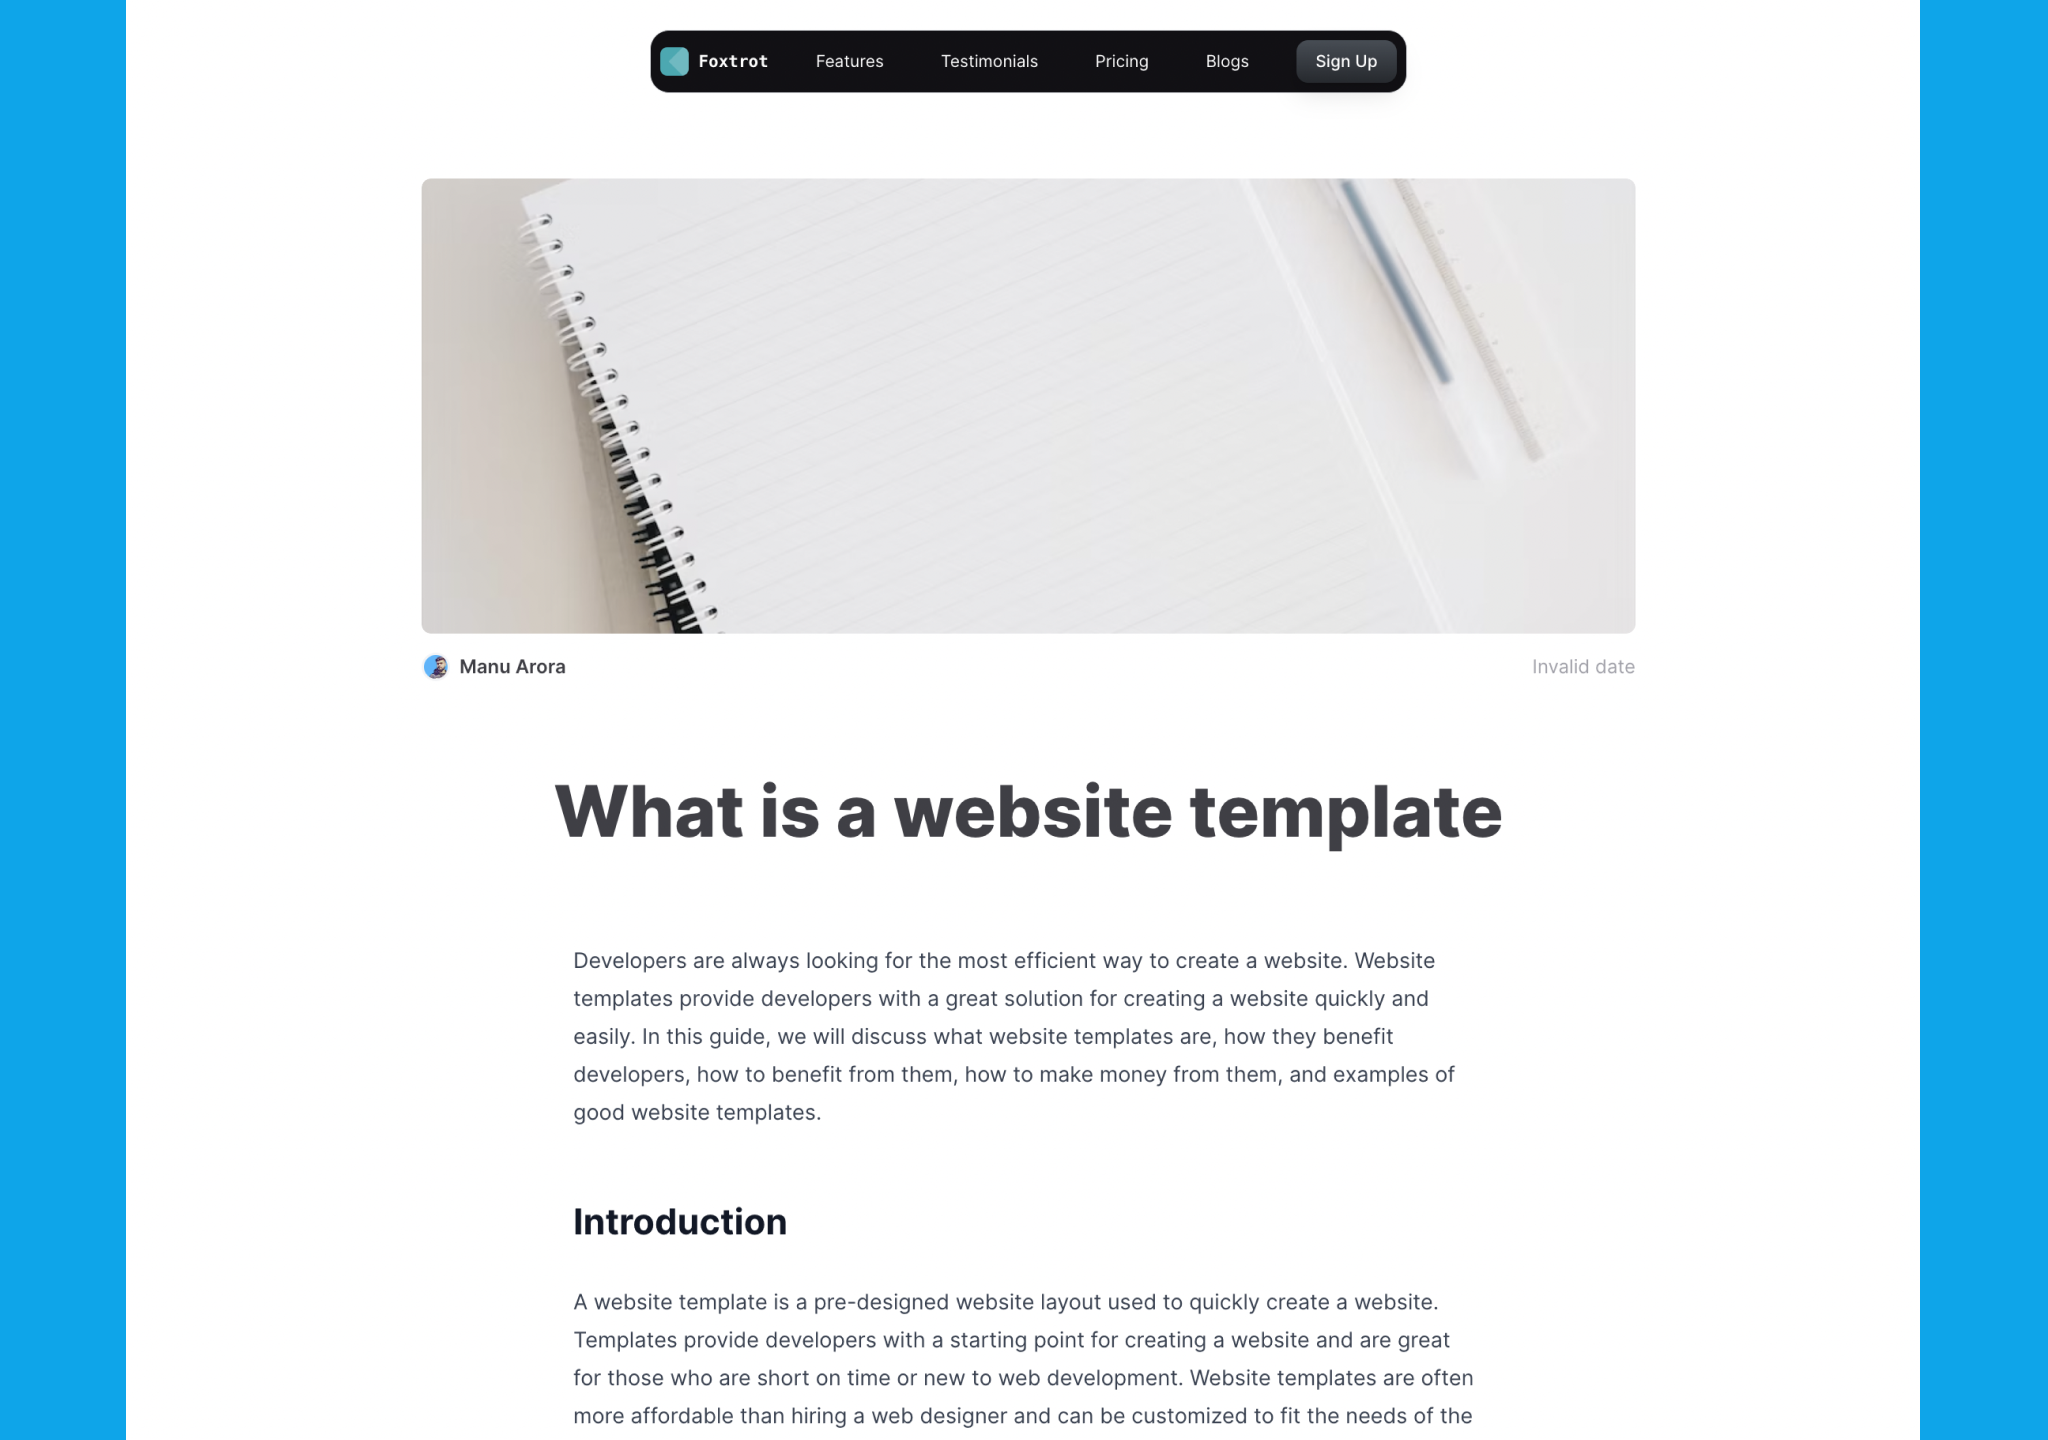 Foxtrot Features Testimonials Pricing Blogs Sign Up
Manu Arora Invalid date
What is a website template
Developers are always looking for the most efficient way to create a website. Website
templates provide developers with a great solution for creating a website quickly and
easily. In this guide, we will discuss what website templates are, how they benefit
developers, how to benefit from them, how to make money from them, and examples of
good website templates.
Introduction
A website template is a pre-designed website layout used to quickly create a website.
Templates provide developers with a starting point for creating a website and are great
for those who are short on time or new to web development. Website templates are often
more affordable than hiring a web designer and can be customized to fit the needs of the